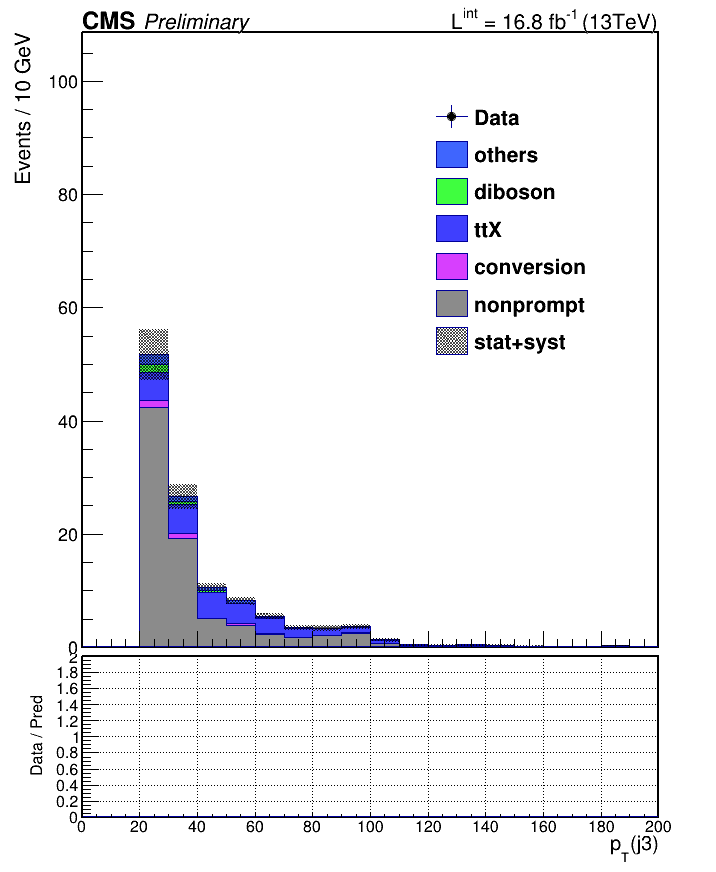 CMS Preliminary L^int = 16.8 fb^-1 (13TeV)
Events / 10 GeV
100
80
60
40
20
0
Data
others
diboson
ttX
conversion
nonprompt
stat+syst
Data / Pred
2
1.8
1.6
1.4
1.2
1
0.8
0.6
0.4
0.2
0
0 20 40 60 80 100 120 140 160 180 200
p_T(j3)